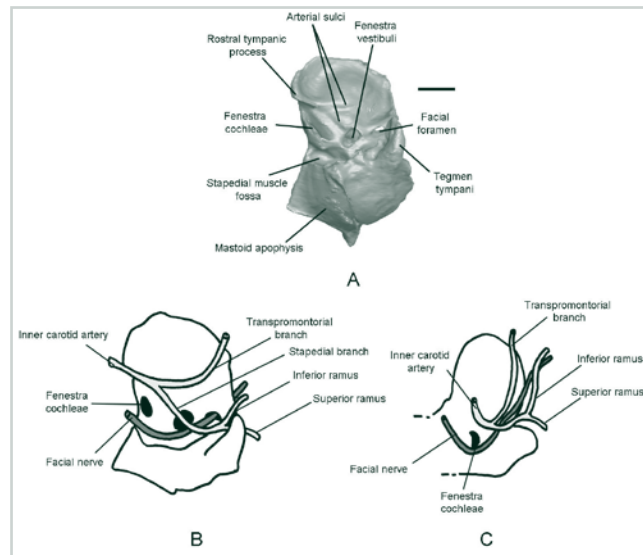 Arterial sulci
Fenestra
vestibuli
Rostral tympanic
process
Fenestra
cochleae
Facial
foramen
Stapedial muscle
fossa
Tegmen
tympani
Mastoid apophysis
A
Inner carotid artery
Transpromontorial
branch
Stapedial branch
Inferior ramus
Fenestra
cochleae
Superior ramus
Facial nerve
B
Transpromontorial
branch
Inner carotid
artery
Inferior ramus
Superior ramus
Facial nerve
Fenestra
cochleae
C